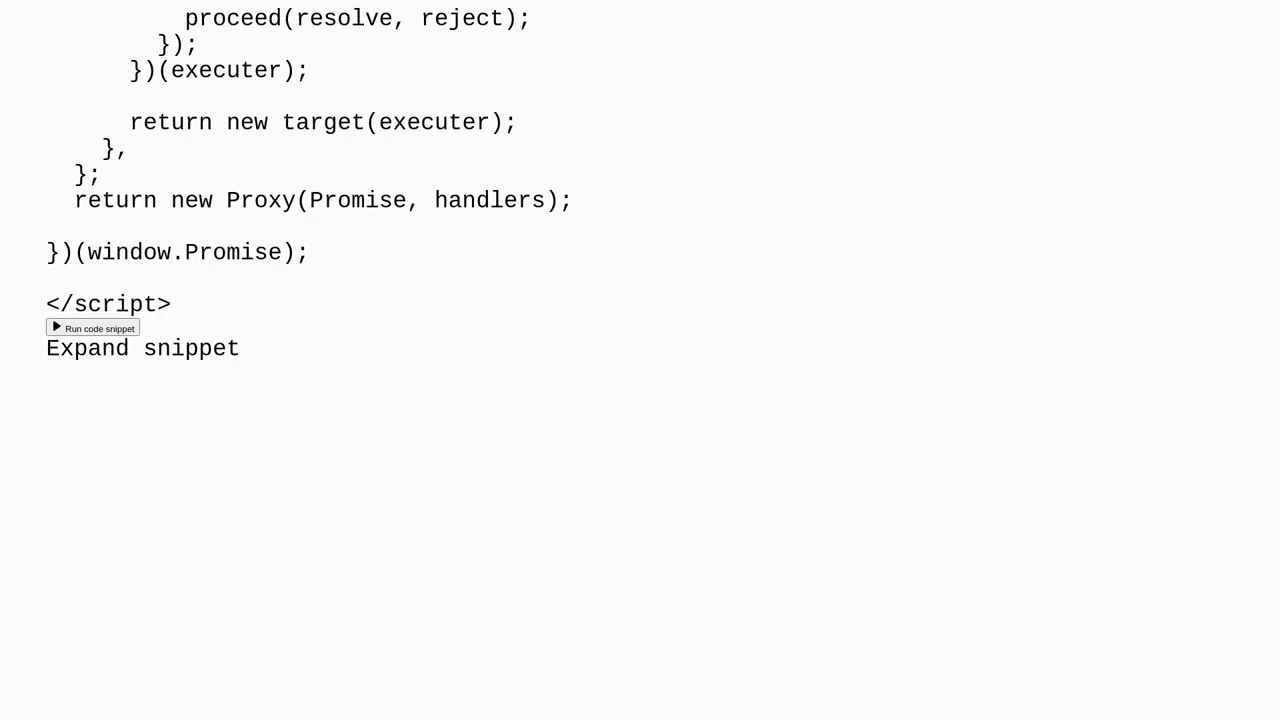 proceed(resolve, reject);
});
})(executer);
return new target(executer);
},
};
return new Proxy(Promise, handlers);
})(window.Promise);
</script>
Run code snippet
Expand snippet